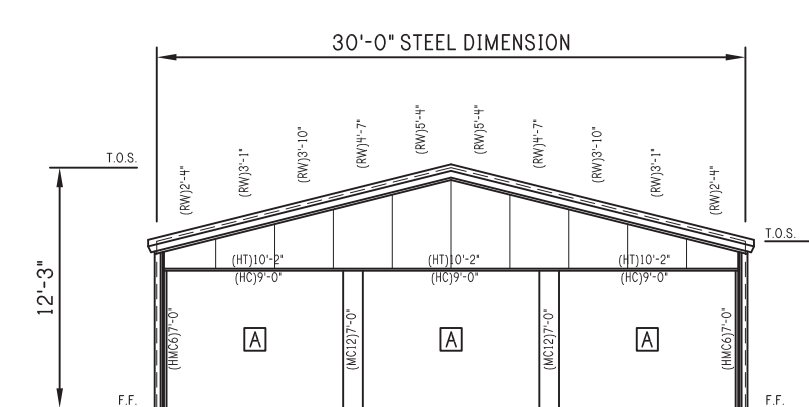 30'-0" STEEL DIMENSION
(RW)2'-4"
(RW)3'-1"
(RW)3'-10"
(RW)4'-7"
(RW)5'-4"
(RW)5'-4"
(RW)4'-7"
(RW)3'-10"
(RW)3'-1"
(RW)2'-4"
T.O.S.
T.O.S.
12'-3"
(HT)10'-2"
(HC)9'-0"
(HT)10'-2"
(HC)9'-0"
(HT)10'-2"
(HC)9'-0"
(HMC6)7'-0"
A
(MC12)7'-0"
A
(MC12)7'-0"
A
(HMC6)7'-0"
F.F.
F.F.